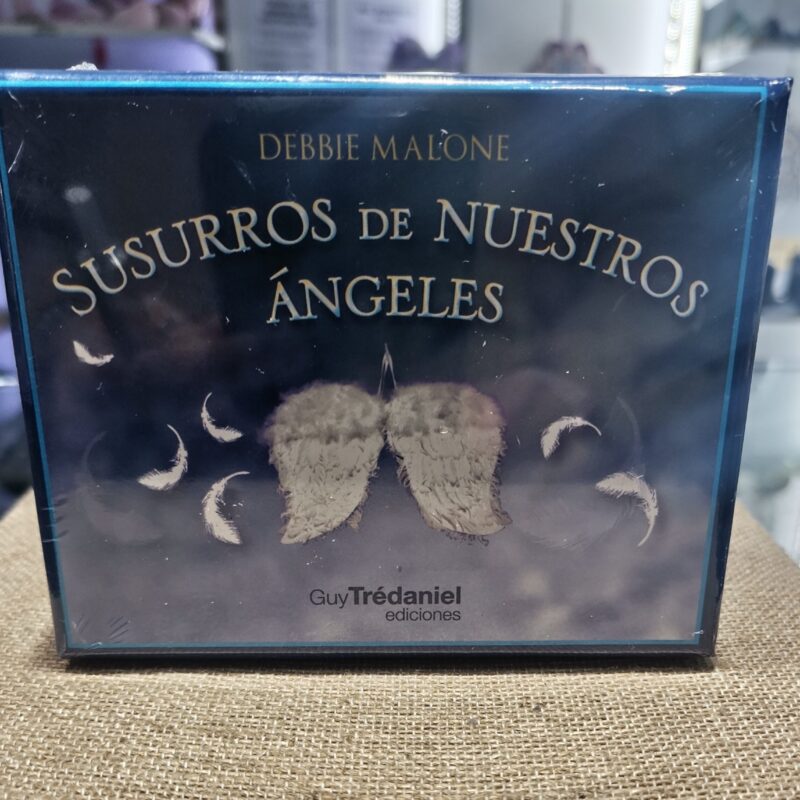 DEBBIE MALONE
SUSURROS DE NUESTROS
ÁNGELES
GuyTrédaniel
ediciones